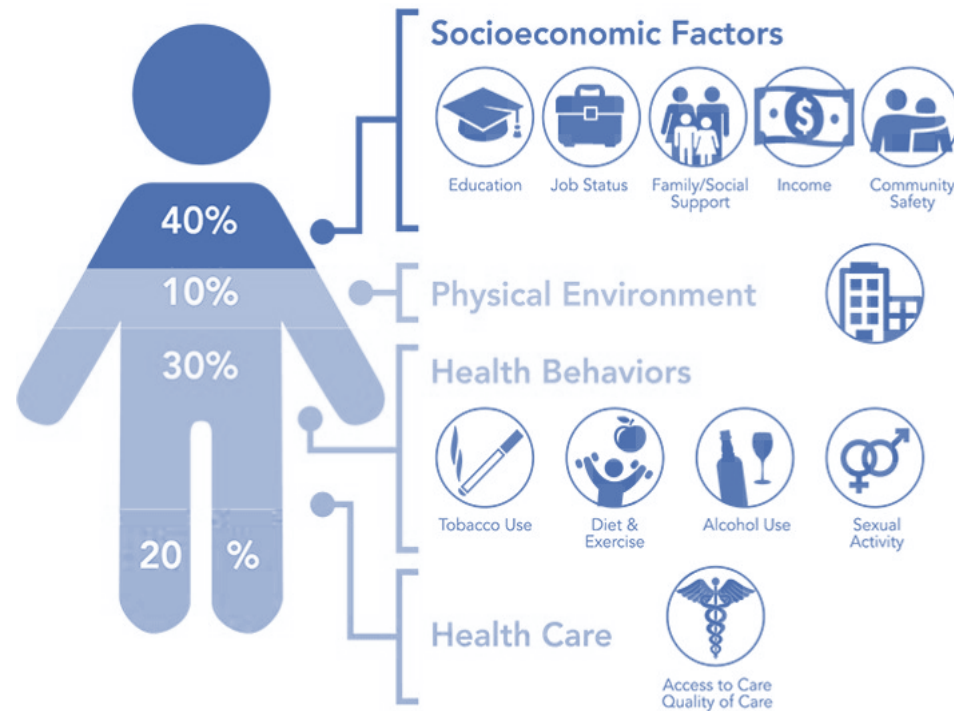 Socioeconomic Factors
Education
Job Status
Family/Social
Support
Income
Community
Safety
40%
10%
Physical Environment
30%
Health Behaviors
Tobacco Use
Diet &
Exercise
Alcohol Use
Sexual
Activity
20 %
Health Care
Access to Care
Quality of Care
$